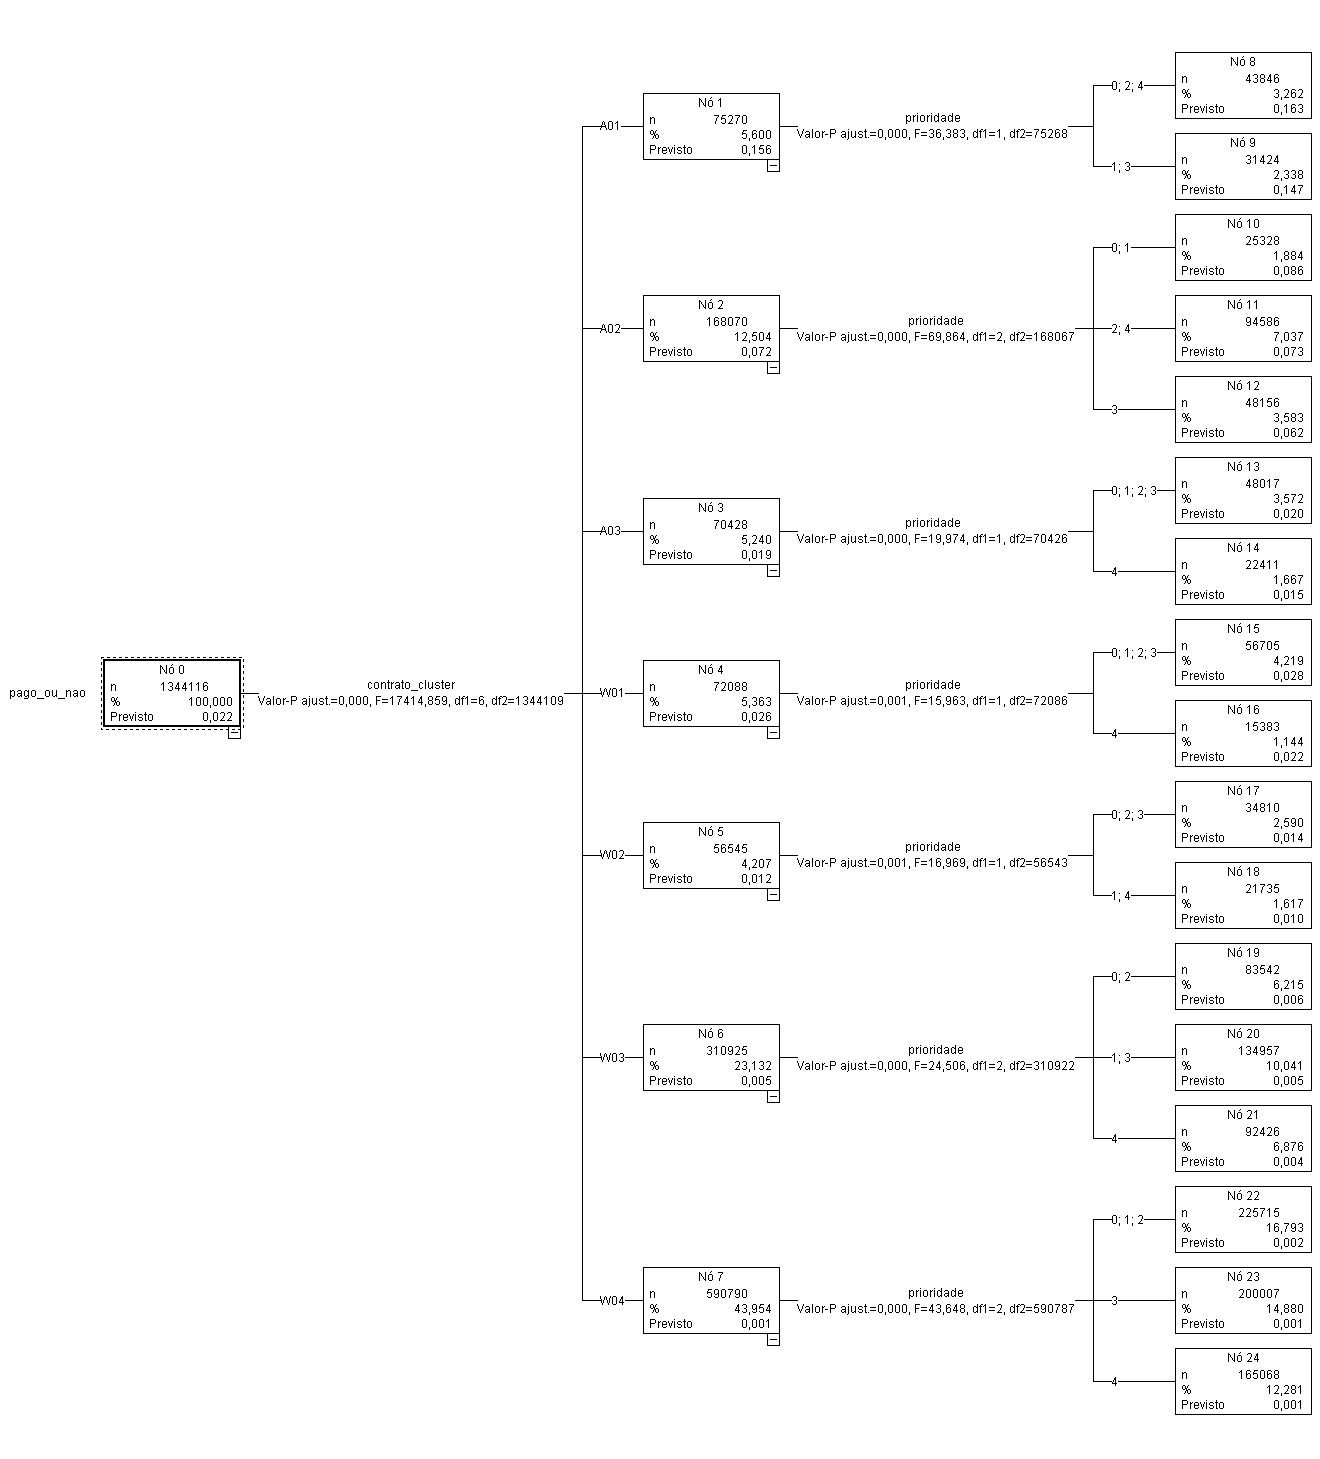 pago_ou_nao
Nó 0
n 1344116
% 100,000
Previsto 0,022
contrato_cluster
Valor-P ajust.=0,000, F=17414,859, df1=6, df2=1344109
A01
Nó 1
n 75270
% 5,600
Previsto 0,156
prioridade
Valor-P ajust.=0,000, F=36,383, df1=1, df2=75268
0; 2; 4
Nó 8
n 43846
% 3,262
Previsto 0,163
1; 3
Nó 9
n 31424
% 2,338
Previsto 0,147
A02
Nó 2
n 168070
% 12,504
Previsto 0,072
prioridade
Valor-P ajust.=0,000, F=69,864, df1=2, df2=168067
0; 1
Nó 10
n 25328
% 1,884
Previsto 0,086
2; 4
Nó 11
n 94586
% 7,037
Previsto 0,073
3
Nó 12
n 48156
% 3,583
Previsto 0,062
A03
Nó 3
n 70428
% 5,240
Previsto 0,019
prioridade
Valor-P ajust.=0,000, F=19,974, df1=1, df2=70426
0; 1; 2; 3
Nó 13
n 48017
% 3,572
Previsto 0,020
4
Nó 14
n 22411
% 1,667
Previsto 0,015
W01
Nó 4
n 72088
% 5,363
Previsto 0,026
prioridade
Valor-P ajust.=0,001, F=15,963, df1=1, df2=72086
0; 1; 2; 3
Nó 15
n 56705
% 4,219
Previsto 0,028
4
Nó 16
n 15383
% 1,144
Previsto 0,022
W02
Nó 5
n 56545
% 4,207
Previsto 0,012
prioridade
Valor-P ajust.=0,001, F=16,969, df1=1, df2=56543
0; 2; 3
Nó 17
n 34810
% 2,590
Previsto 0,014
1; 4
Nó 18
n 21735
% 1,617
Previsto 0,010
W03
Nó 6
n 310925
% 23,132
Previsto 0,005
prioridade
Valor-P ajust.=0,000, F=24,506, df1=2, df2=310922
0; 2
Nó 19
n 83542
% 6,215
Previsto 0,006
1; 3
Nó 20
n 134957
% 10,041
Previsto 0,005
4
Nó 21
n 92426
% 6,876
Previsto 0,004
W04
Nó 7
n 590790
% 43,954
Previsto 0,001
prioridade
Valor-P ajust.=0,000, F=43,648, df1=2, df2=590787
0; 1; 2
Nó 22
n 225715
% 16,793
Previsto 0,002
3
Nó 23
n 200007
% 14,880
Previsto 0,001
4
Nó 24
n 165068
% 12,281
Previsto 0,001